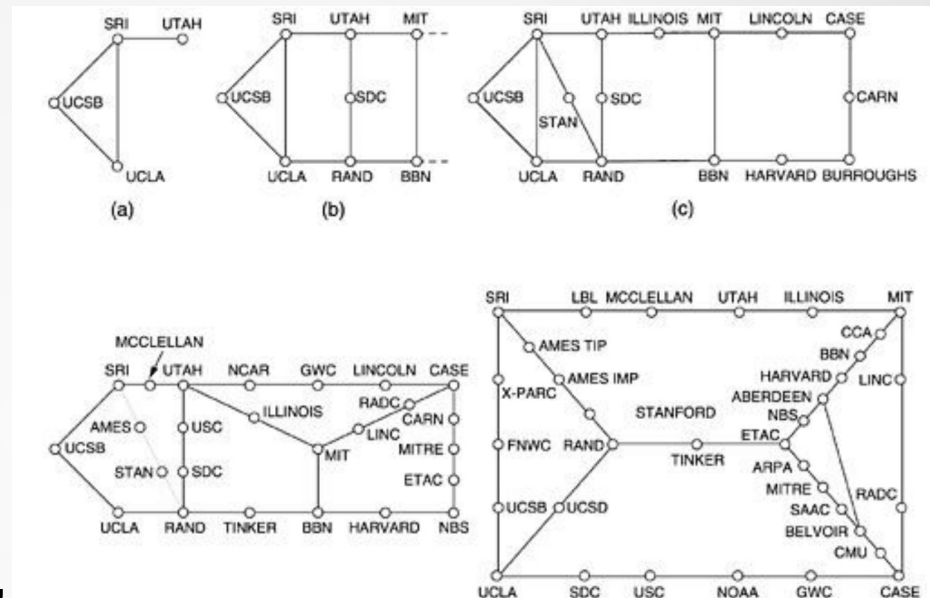 SRI UTAH
UCSB
UCLA
(a)
SRI UTAH MIT
UCSB
SDC
UCLA RAND BBN
(b)
SRI UTAH ILLINOIS MIT LINCOLN CASE
UCSB
STAN
SDC
CARN
UCLA RAND BBN HARVARD BURROUGHS
(c)
MCCLELLAN
SRI UTAH NCAR GWC LINCOLN CASE
RADC
ILLINOIS
CARN
AMES
USC
LINC
UCSB
MIT
MITRE
STAN
SDC
ETAC
UCLA RAND TINKER BBN HARVARD NBS
SRI LBL MCCLELLAN UTAH ILLINOIS MIT
CCA
AMES TIP
BBN
AMES IMP
HARVARD
LINC
X-PARC
ABERDEEN
STANFORD
NBS
FNWC
RAND
ETAC
TINKER
ARPA
MITRE
RADC
UCSB
UCSD
SAAC
BELVOIR
CMU
UCLA SDC USC NOAA GWC CASE